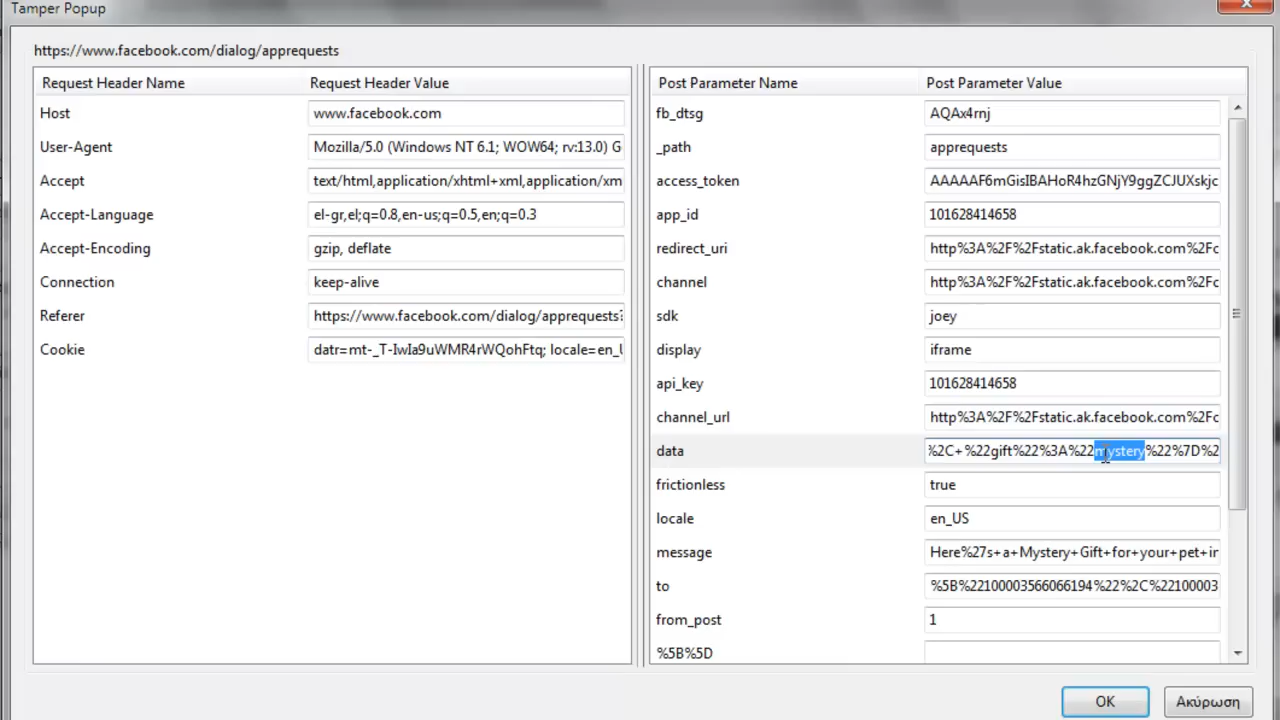 Tamper Popup
https://www.facebook.com/dialog/apprequests
Request Header Name Request Header Value
Host www.facebook.com
User-Agent Mozilla/5.0 (Windows NT 6.1; WOW64; rv:13.0) G
Accept text/html,application/xhtml+xml,application/xm
Accept-Language el-gr,el;q=0.8,en-us;q=0.5,en;q=0.3
Accept-Encoding gzip, deflate
Connection keep-alive
Referer https://www.facebook.com/dialog/apprequests?
Cookie datr=mt-_T-IwIa9uWMR4rWQohFtq; locale=en_U
Post Parameter Name Post Parameter Value
fb_dtsg AQAx4rnj
_path apprequests
access_token AAAAAF6mGisIBAHoR4hzGNjY9ggZCJUXskjc
app_id 101628414658
redirect_uri http%3A%2F%2Fstatic.ak.facebook.com%2Fc
channel http%3A%2F%2Fstatic.ak.facebook.com%2Fc
sdk joey
display iframe
api_key 101628414658
channel_url http%3A%2F%2Fstatic.ak.facebook.com%2Fc
data %2C+%22gift%22%3A%22mystery%22%7D%2
frictionless true
locale en_US
message Here%27s+a+Mystery+Gift+for+your+pet+ir
to %5B%22100003566066194%22%2C%22100003
from_post 1
%5B%5D
OK Ακύρωση